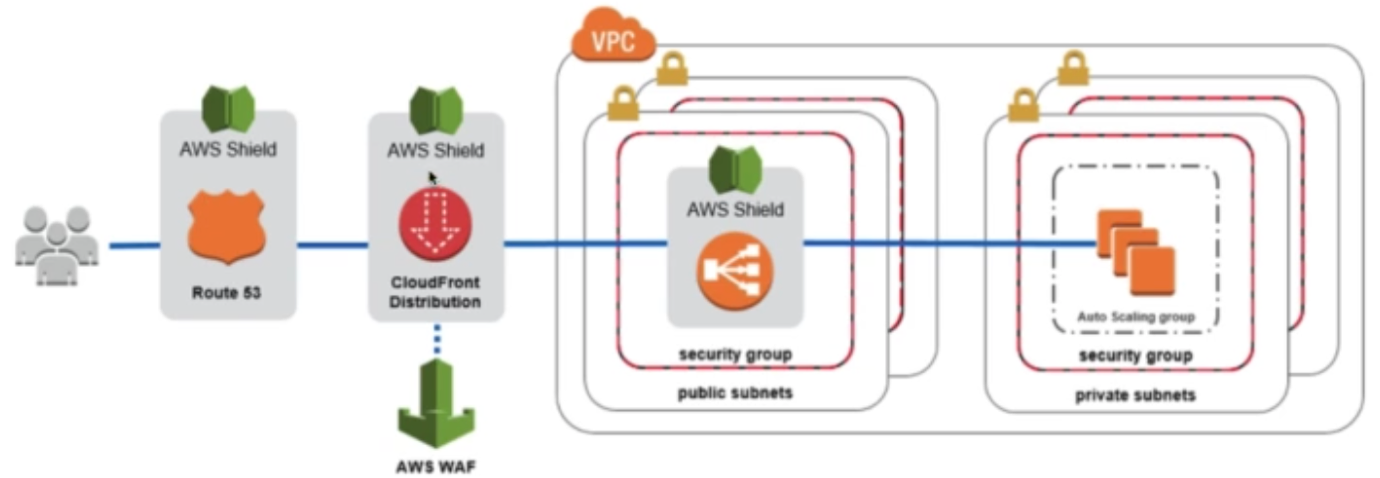 VPC
AWS Shield
Route 53
AWS Shield
CloudFront
Distribution
AWS WAF
AWS Shield
security group
public subnets
Auto Scaling group
security group
private subnets